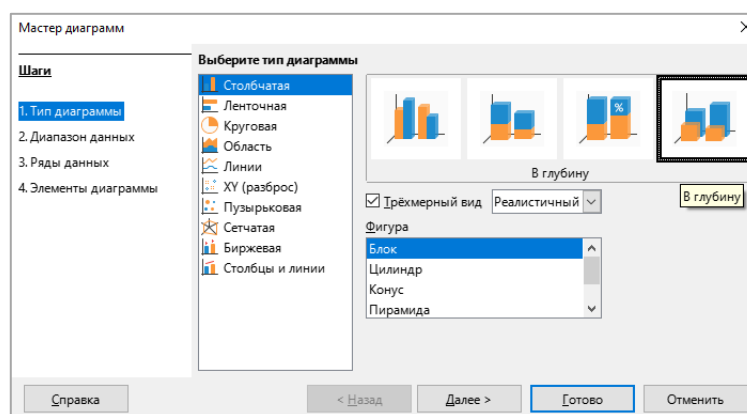 Мастер диаграмм
Шаги
1. Тип диаграммы
2. Диапазон данных
3. Ряды данных
4. Элементы диаграммы
Выберите тип диаграммы
Столбчатая
Ленточная
Круговая
Область
Линии
XY (разброс)
Пузырьковая
Сетчатая
Биржевая
Столбцы и линии
%
В глубину
В глубину
Трёхмерный вид
Реалистичный
Фигура
Блок
Цилиндр
Конус
Пирамида
Справка
< Назад
Далее >
Готово
Отменить